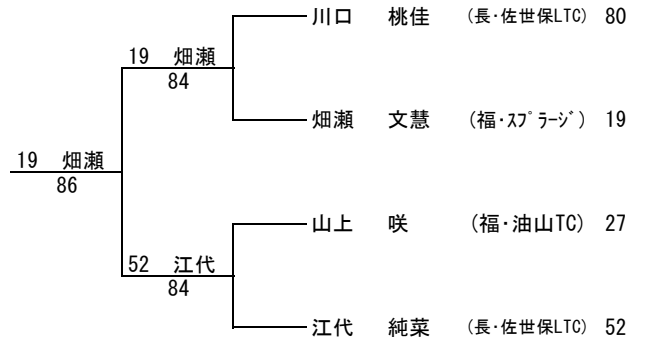 川口 桃佳 (長・佐世保LTC) 80
19 畑瀬
84
畑瀬 文慧 (福・スプラージ) 19
19 畑瀬
86
山上 咲 (福・油山TC) 27
52 江代
84
江代 純菜 (長・佐世保LTC) 52